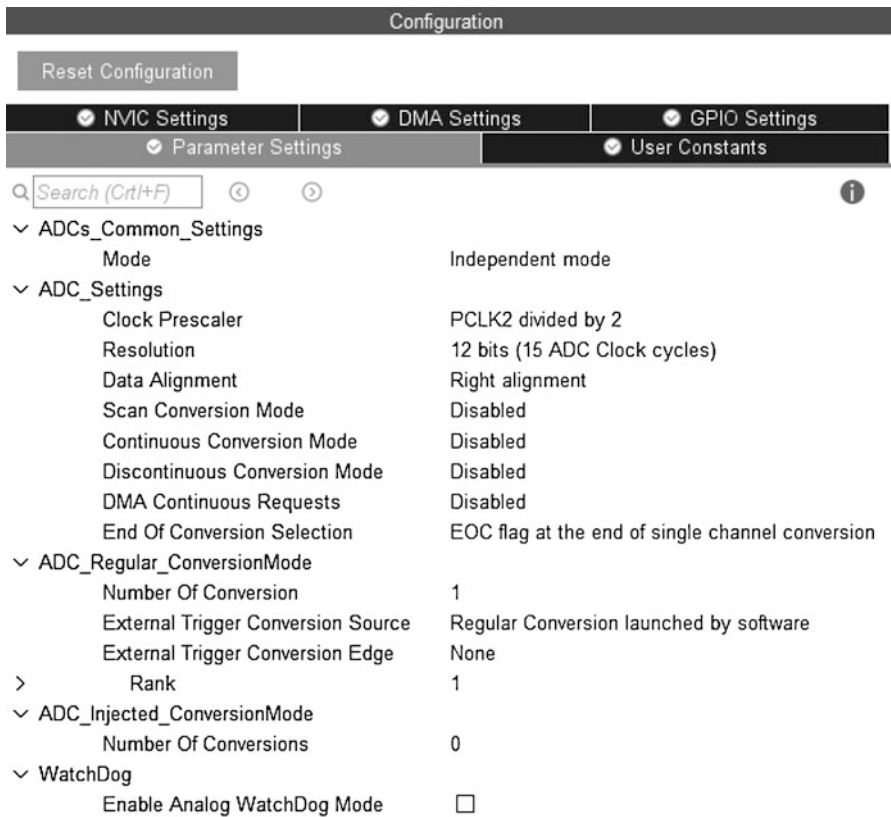 Configuration
Reset Configuration
NVIC Settings DMA Settings GPIO Settings
Parameter Settings User Constants
Search (Crtl+F)
ADCs_Common_Settings
Mode Independent mode
ADC_Settings
Clock Prescaler PCLK2 divided by 2
Resolution 12 bits (15 ADC Clock cycles)
Data Alignment Right alignment
Scan Conversion Mode Disabled
Continuous Conversion Mode Disabled
Discontinuous Conversion Mode Disabled
DMA Continuous Requests Disabled
End Of Conversion Selection EOC flag at the end of single channel conversion
ADC_Regular_ConversionMode
Number Of Conversion 1
External Trigger Conversion Source Regular Conversion launched by software
External Trigger Conversion Edge None
Rank 1
ADC_Injected_ConversionMode
Number Of Conversions 0
WatchDog
Enable Analog WatchDog Mode